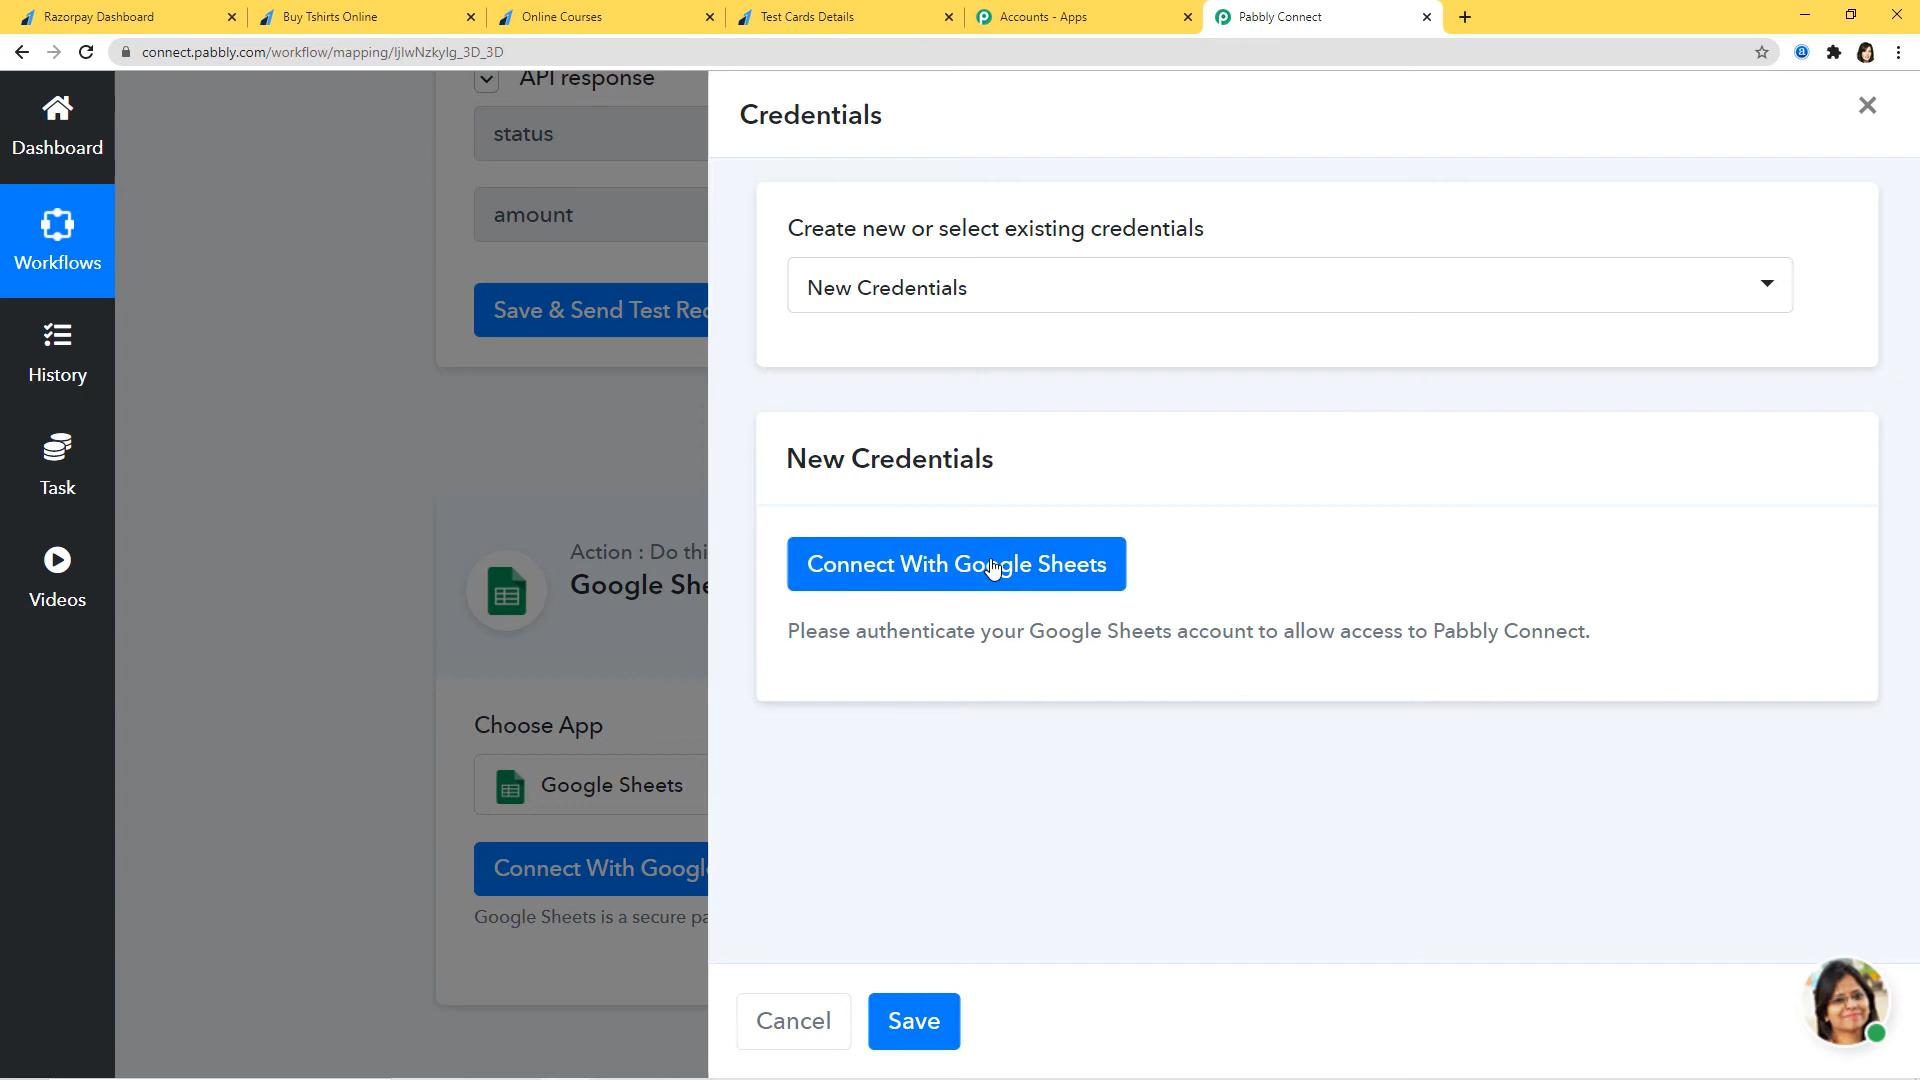 Razorpay Dashboard
Buy Tshirts Online
Online Courses
Test Cards Details
Accounts - Apps
Pabbly Connect
connect.pabbly.com/workflow/mapping/IjIwNzkyIg_3D_3D
Dashboard
Workflows
History
Task
Videos
API response
status
amount
Save & Send Test Rec
Action : Do thi
Google She
Choose App
Google Sheets
Connect With Googl
Google Sheets is a secure pa
Credentials
Create new or select existing credentials
New Credentials
New Credentials
Connect With Google Sheets
Please authenticate your Google Sheets account to allow access to Pabbly Connect.
Cancel
Save